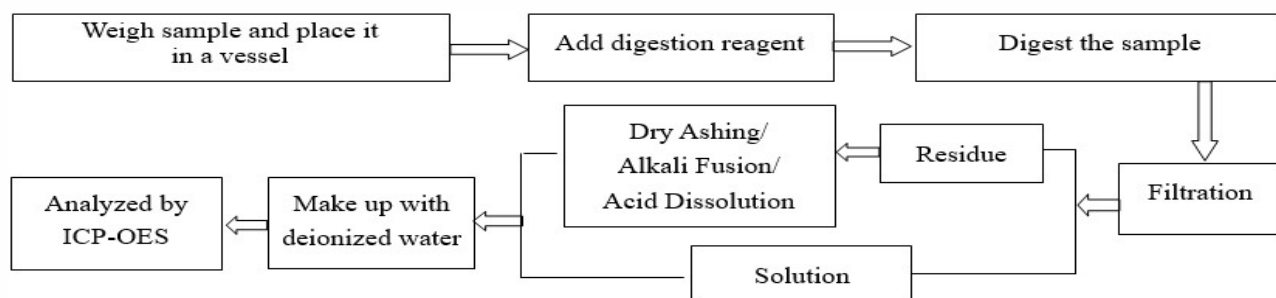 Weigh sample and place it
in a vessel
Add digestion reagent
Digest the sample
Filtration
Residue
Dry Ashing/
Alkali Fusion/
Acid Dissolution
Solution
Make up with
deionized water
Analyzed by
ICP-OES